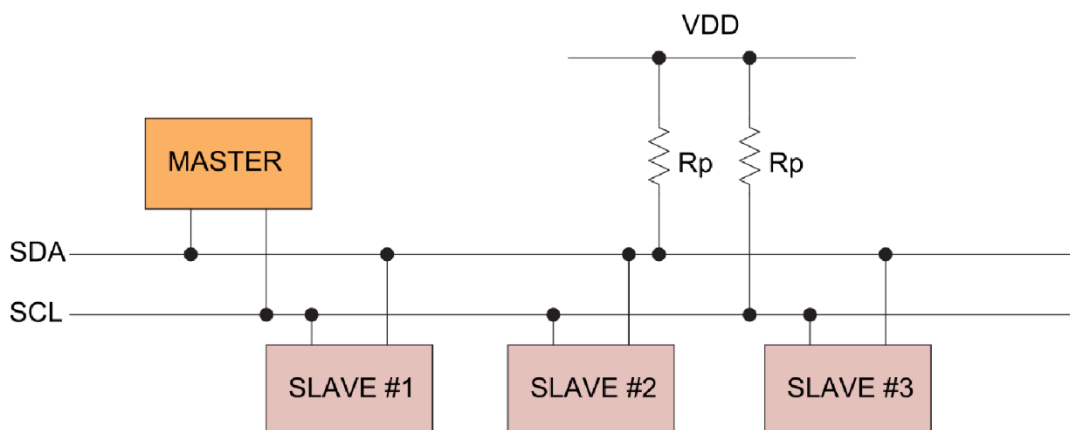 VDD
MASTER
Rp
Rp
SDA
SCL
SLAVE #1
SLAVE #2
SLAVE #3